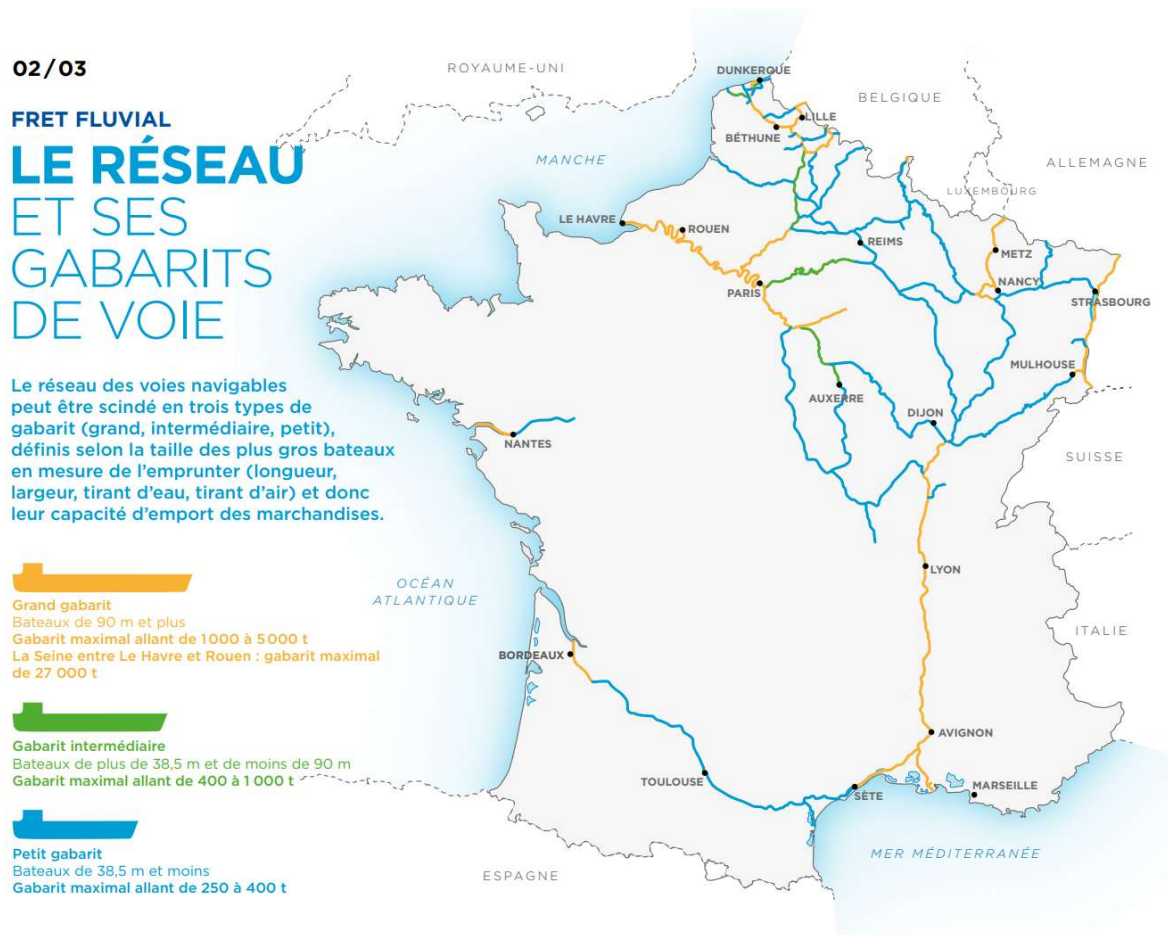 02/03
FRET FLUVIAL
LE RÉSEAU
ET SES
GABARITS
DE VOIE
Le réseau des voies navigables
peut être scindé en trois types de
gabarit (grand, intermédiaire, petit),
définis selon la taille des plus gros bateaux
en mesure de l'emprunter (longueur,
largeur, tirant d'eau, tirant d'air) et donc
leur capacité d'emport des marchandises.
Grand gabarit
Bateaux de 90 m et plus
Gabarit maximal allant de 1 000 à 5 000 t
La Seine entre Le Havre et Rouen : gabarit maximal
de 27 000 t
Gabarit intermédiaire
Bateaux de plus de 38,5 m et de moins de 90 m
Gabarit maximal allant de 400 à 1 000 t
Petit gabarit
Bateaux de 38,5 m et moins
Gabarit maximal allant de 250 à 400 t
ROYAUME-UNI
DUNKERQUE
BELGIQUE
LILLE
BÉTHUNE
MANCHE
ALLEMAGNE
LUXEMBOURG
LE HAVRE
ROUEN
REIMS
METZ
PARIS
NANCY
STRASBOURG
MULHOUSE
AUXERRE
DIJON
NANTES
SUISSE
LYON
OCÉAN
ATLANTIQUE
ITALIE
BORDEAUX
AVIGNON
TOULOUSE
SÈTE
MARSEILLE
MER MÉDITERRANÉE
ESPAGNE